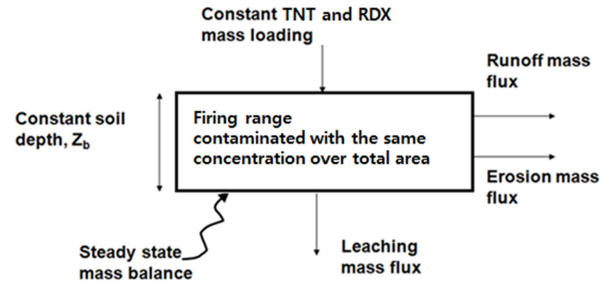 Constant TNT and RDX
mass loading
Runoff mass
flux
Constant soil
depth, Zb
Firing range
contaminated with the same
concentration over total area
Erosion mass
flux
Steady state
mass balance
Leaching
mass flux